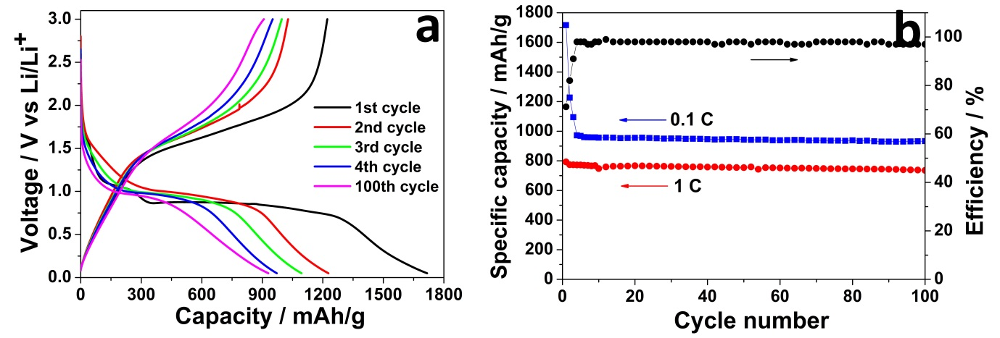 a
Voltage / V vs Li/Li+
3.0
2.5
2.0
1.5
1.0
0.5
0.0
1st cycle
2nd cycle
3rd cycle
4th cycle
100th cycle
0 300 600 900 1200 1500 1800
Capacity / mAh/g
b
Specific capacity / mAh/g
1800
1600
1400
1200
1000
800
600
400
200
0
0.1 C
1 C
100
80
60
40
20
0
Efficiency / %
0 20 40 60 80 100
Cycle number